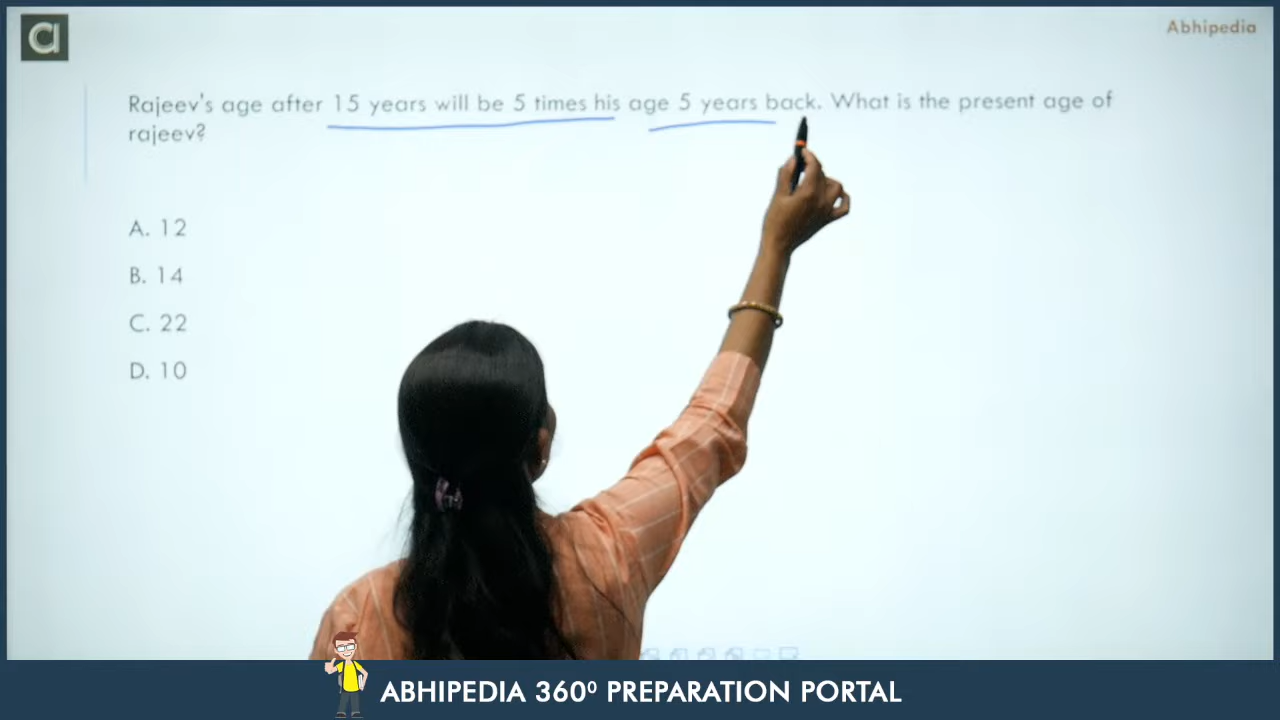 Abhipedia
Rajeev's age after 15 years will be 5 times his age 5 years back. What is the present age of
rajeev?
A. 12
B. 14
C. 22
D. 10
ABHIPEDIA 360⁰ PREPARATION PORTAL